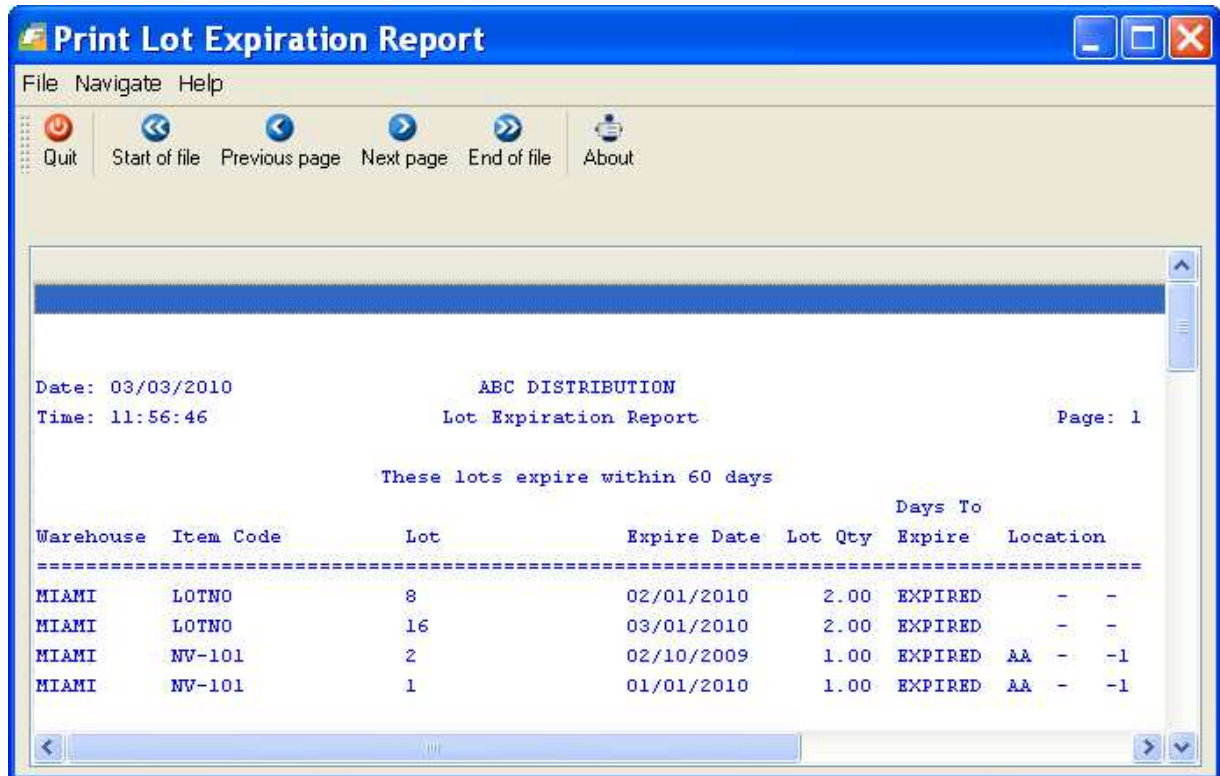 Print Lot Expiration Report
File Navigate Help
Quit Start of file Previous page Next page End of file About
Date: 03/03/2010 ABC DISTRIBUTION
Time: 11:56:46 Lot Expiration Report Page: 1
These lots expire within 60 days
Days To
Warehouse Item Code Lot Expire Date Lot Qty Expire Location
==========================================================================================
MIAMI LOTNO 8 02/01/2010 2.00 EXPIRED - -
MIAMI LOTNO 16 03/01/2010 2.00 EXPIRED - -
MIAMI NV-101 2 02/10/2009 1.00 EXPIRED AA - -1
MIAMI NV-101 1 01/01/2010 1.00 EXPIRED AA - -1